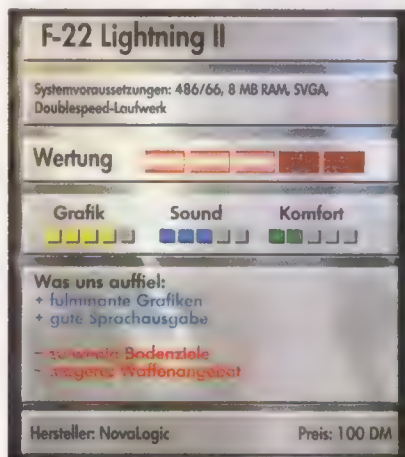 F-22 Lightning II
Systemvoraussetzungen: 486/66, 8 MB RAM, SVGA,
Doublespeed-Laufwerk
Wertung
Grafik Sound Komfort
Was uns auffiel:
+ fulminante Grafiken
+ gute Sprachausgabe
- Bodenziele
- mageres Waffenangebot
Hersteller: NovaLogic Preis: 100 DM